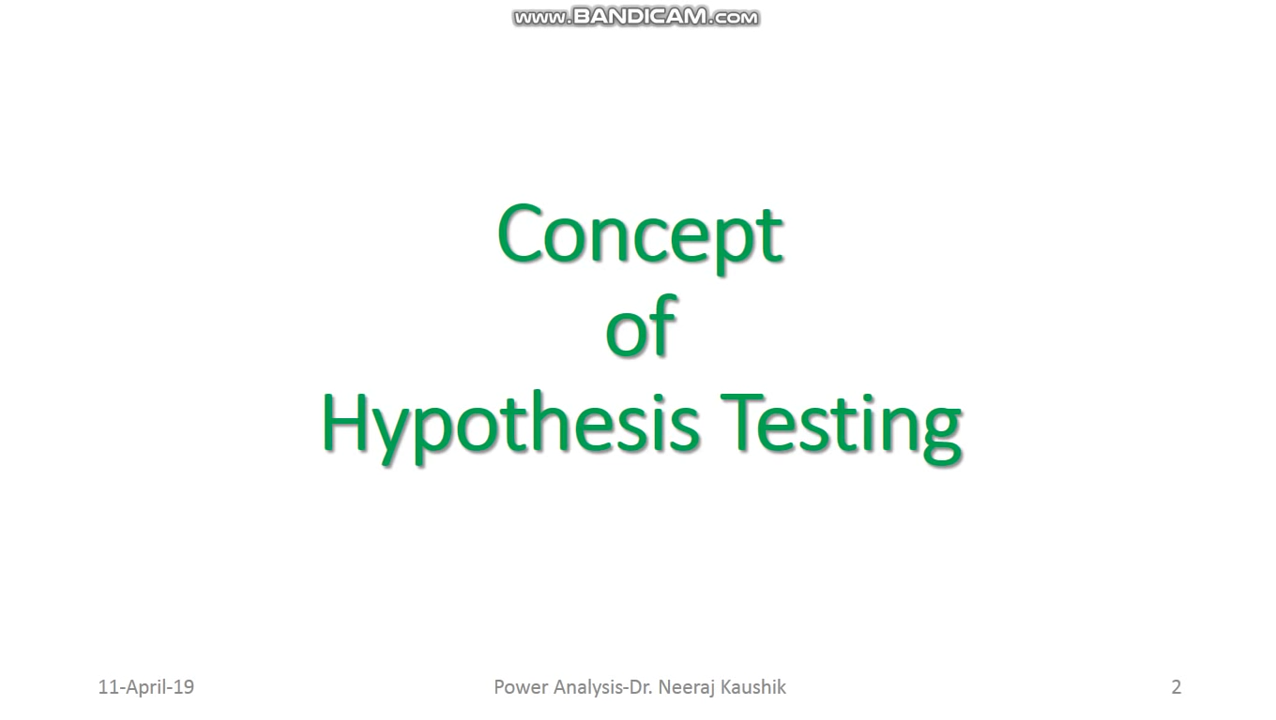 www.BANDICAM.com
Concept
of
Hypothesis Testing
11-April-19
Power Analysis-Dr. Neeraj Kaushik
2